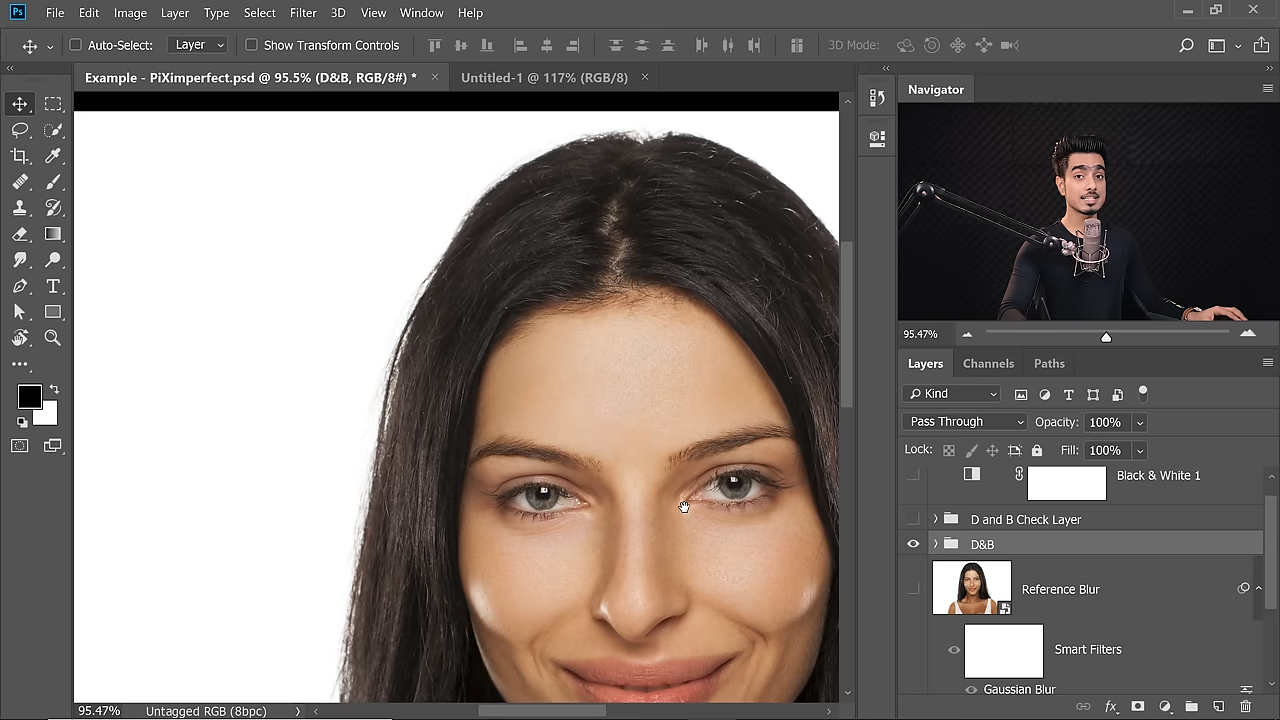 Ps File Edit Image Layer Type Select Filter 3D View Window Help
Auto-Select: Layer Show Transform Controls 3D Mode:
Example - PiXimperfect.psd @ 95.5% (D&B, RGB/8#) * Untitled-1 @ 117% (RGB/8)
Navigator
95.47%
Layers Channels Paths
Kind
Pass Through Opacity: 100%
Lock: Fill: 100%
Black & White 1
D and B Check Layer
D&B
Reference Blur
Smart Filters
Gaussian Blur
95.47% Untagged RGB (8bpc)
fx